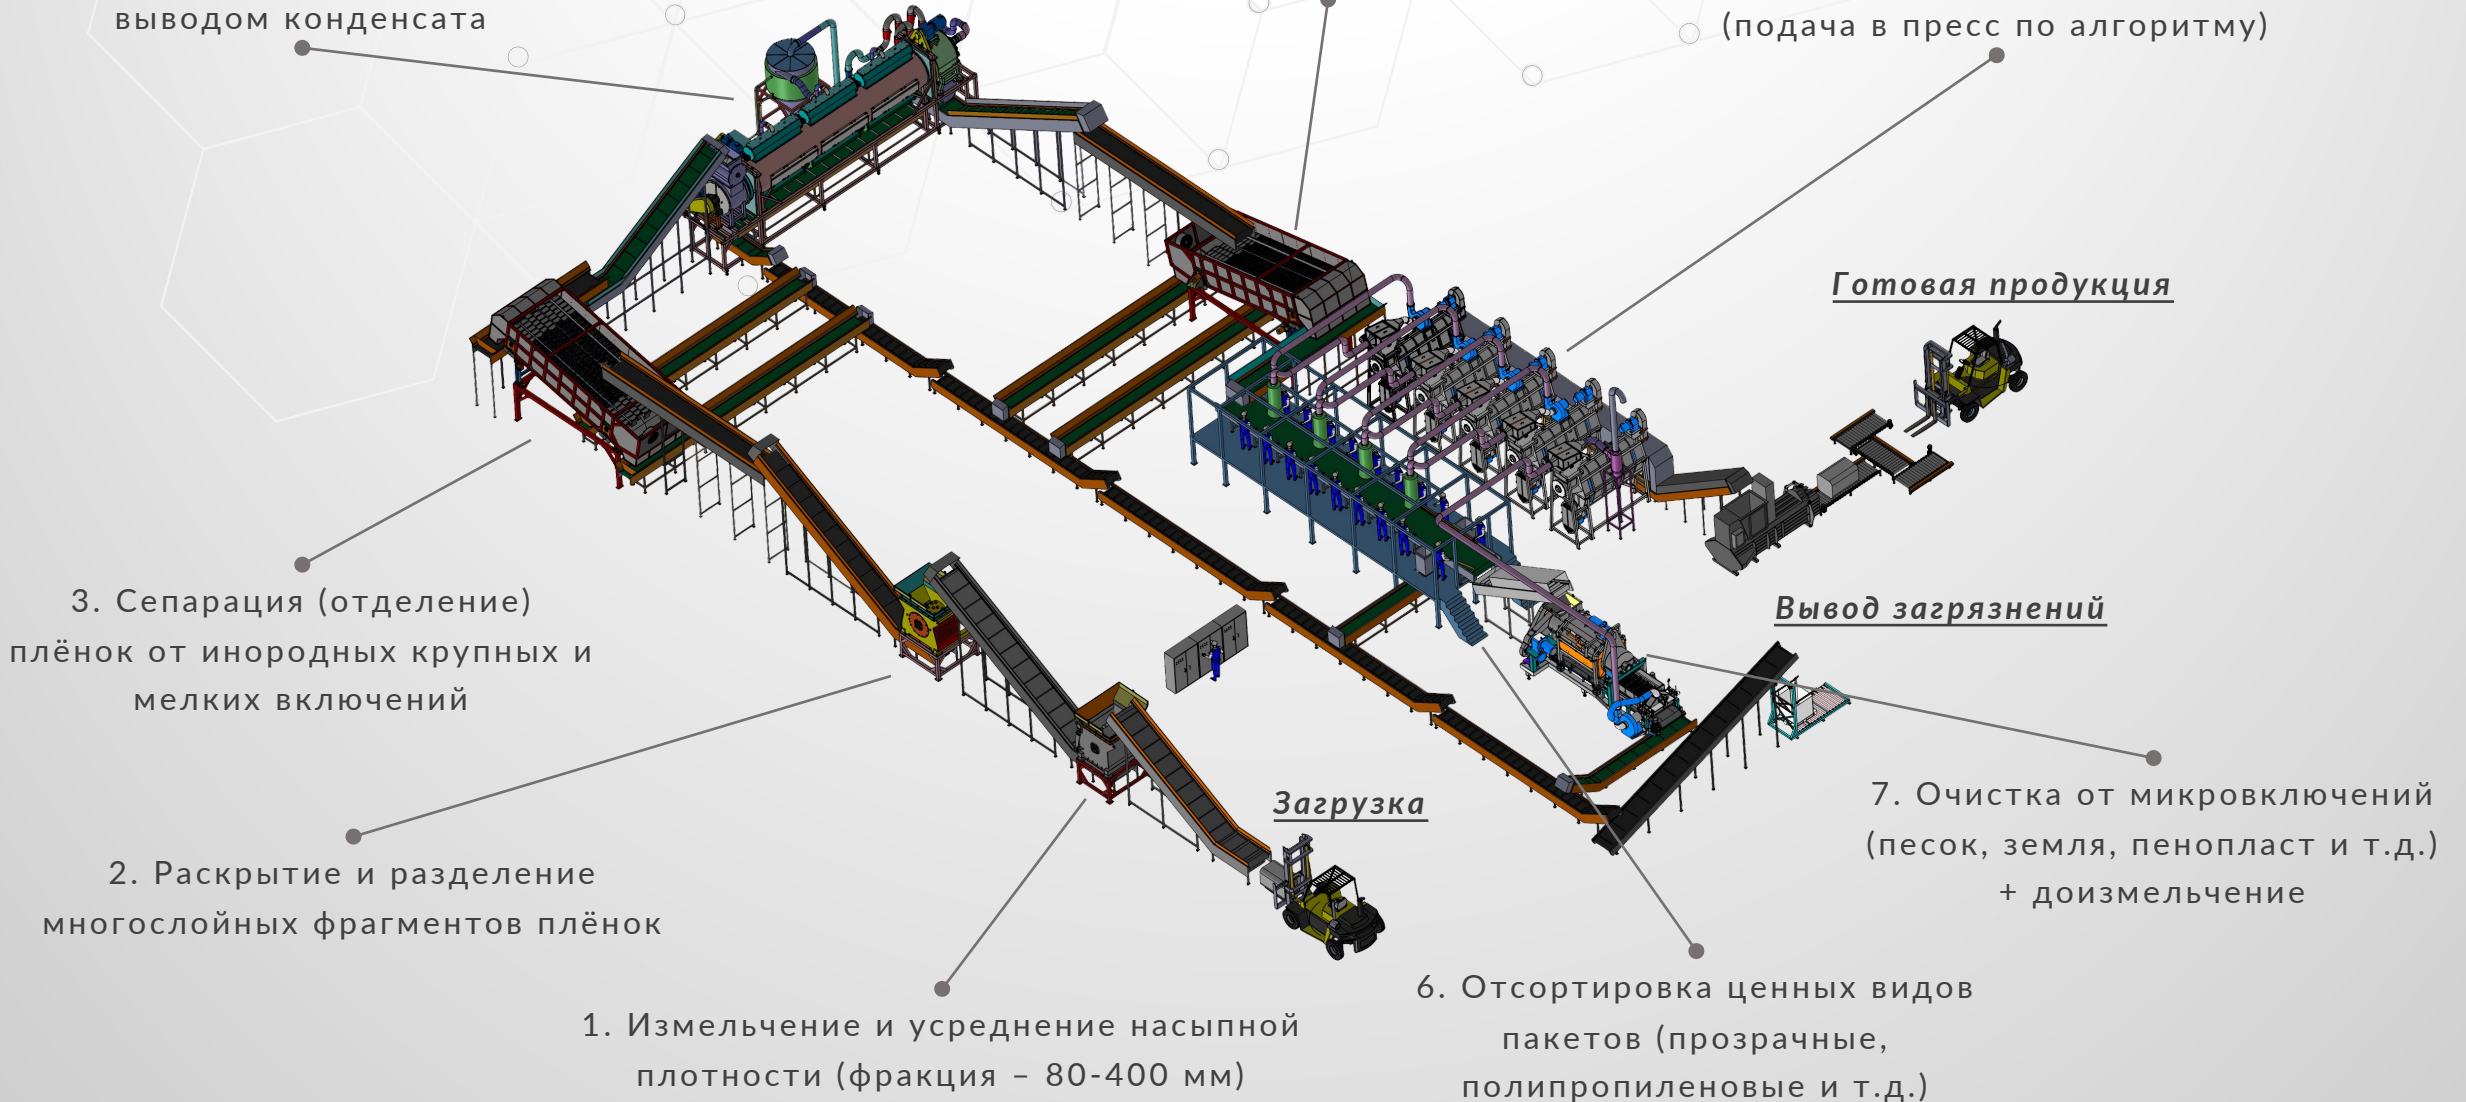 выводом конденсата
(подача в пресс по алгоритму)
Готовая продукция
3. Сепарация (отделение)
плёнок от инородных крупных и
мелких включений
Вывод загрязнений
Загрузка
7. Очистка от микровключений
(песок, земля, пенопласт и т.д.)
+ доизмельчение
2. Раскрытие и разделение
многослойных фрагментов плёнок
6. Отсортировка ценных видов
пакетов (прозрачные,
полипропиленовые и т.д.)
1. Измельчение и усреднение насыпной
плотности (фракция – 80-400 мм)